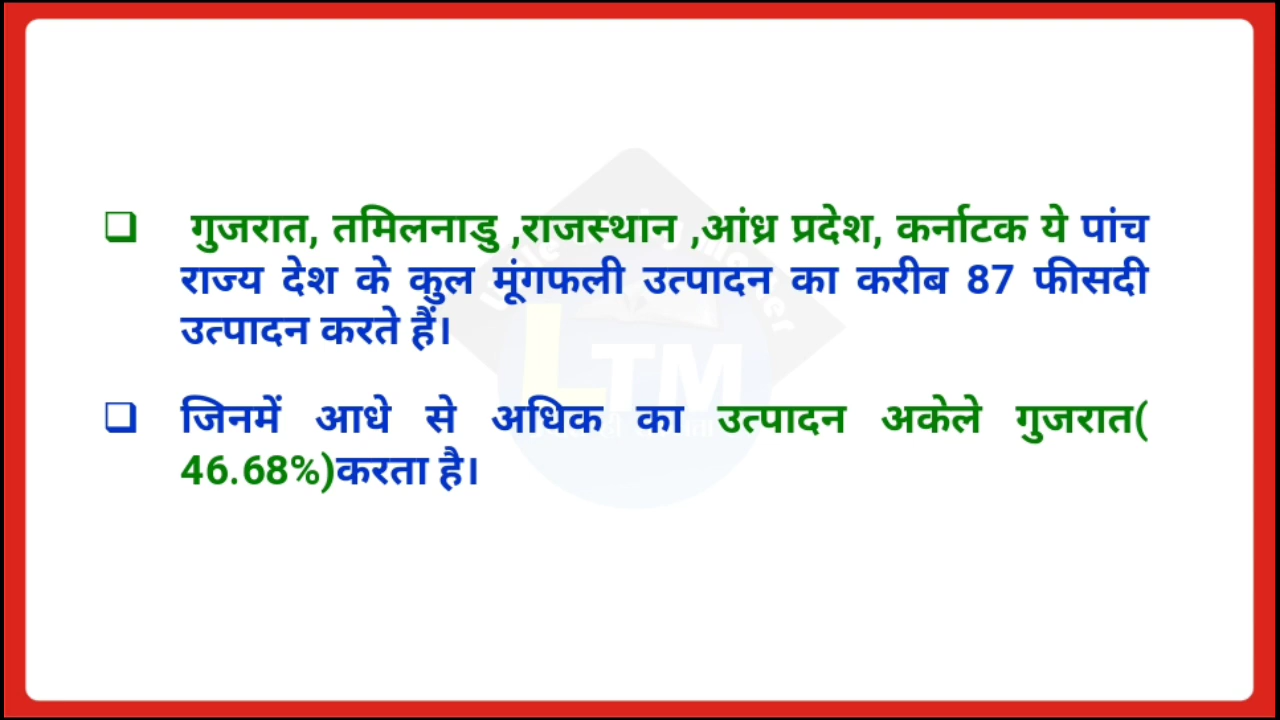 ❑ गुजरात, तमिलनाडु ,राजस्थान ,आंध्र प्रदेश, कर्नाटक ये पांच
राज्य देश के कुल मूंगफली उत्पादन का करीब 87 फीसदी
उत्पादन करते हैं।
❑ जिनमें आधे से अधिक का उत्पादन अकेले गुजरात(
46.68%)करता है।
LTM